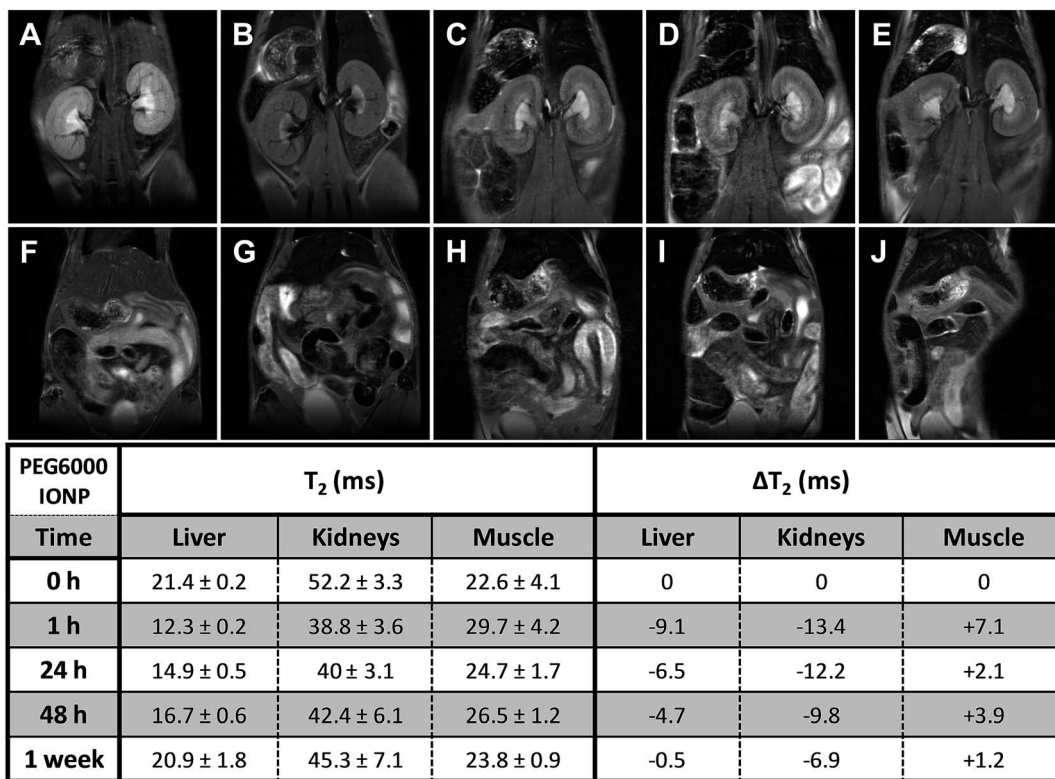 A B C D E
F G H I J
PEG6000 IONP T₂ (ms) ΔT₂ (ms)
Time Liver Kidneys Muscle Liver Kidneys Muscle
0 h 21.4 ± 0.2 52.2 ± 3.3 22.6 ± 4.1 0 0 0
1 h 12.3 ± 0.2 38.8 ± 3.6 29.7 ± 4.2 -9.1 -13.4 +7.1
24 h 14.9 ± 0.5 40 ± 3.1 24.7 ± 1.7 -6.5 -12.2 +2.1
48 h 16.7 ± 0.6 42.4 ± 6.1 26.5 ± 1.2 -4.7 -9.8 +3.9
1 week 20.9 ± 1.8 45.3 ± 7.1 23.8 ± 0.9 -0.5 -6.9 +1.2